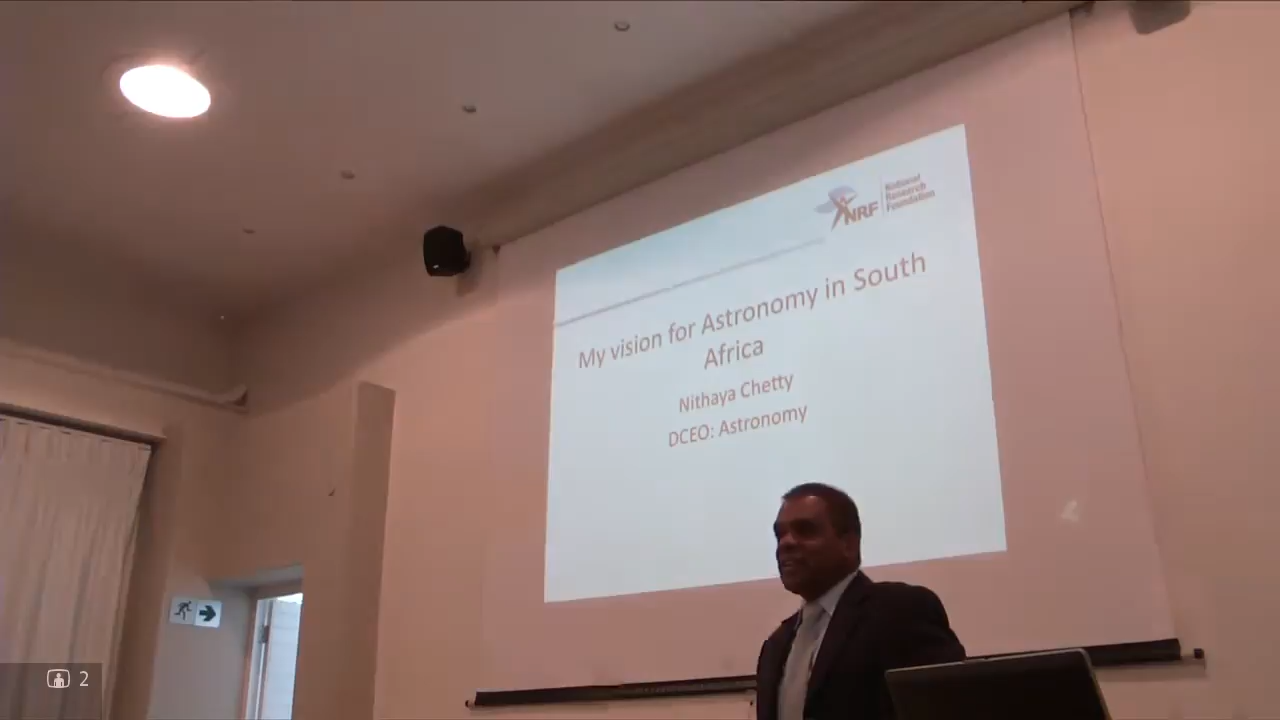 NRF
National
Research
Foundation
My vision for Astronomy in South
Africa
Nithaya Chetty
DCEO: Astronomy
2